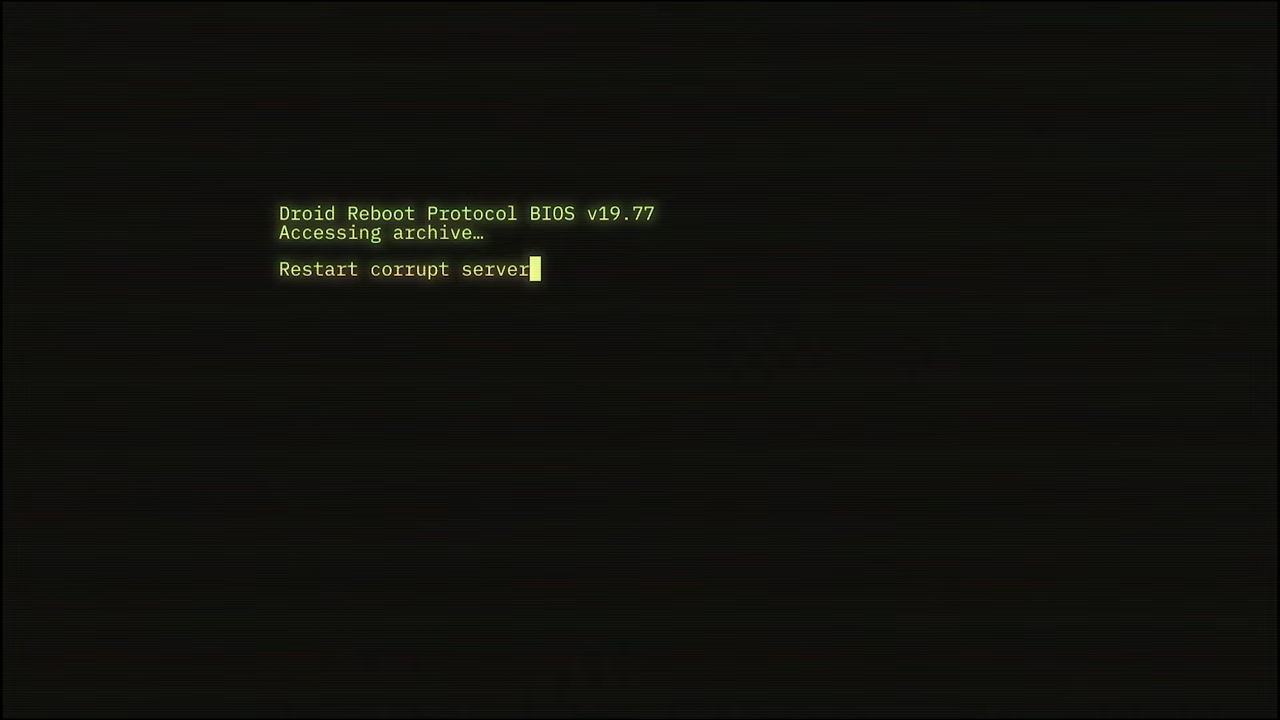 Droid Reboot Protocol BIOS v19.77
Accessing archive…
Restart corrupt server